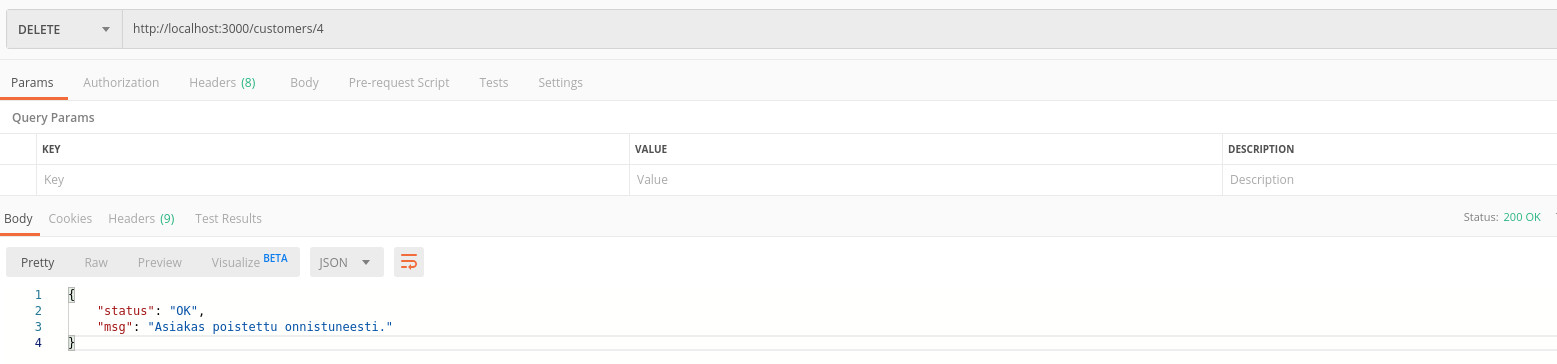 DELETE http://localhost:3000/customers/4
Params Authorization Headers (8) Body Pre-request Script Tests Settings
Query Params
KEY VALUE DESCRIPTION
Key Value Description
Body Cookies Headers (9) Test Results Status: 200 OK
Pretty Raw Preview Visualize BETA JSON
1 {
2 "status": "OK",
3 "msg": "Asiakas poistettu onnistuneesti."
4 }